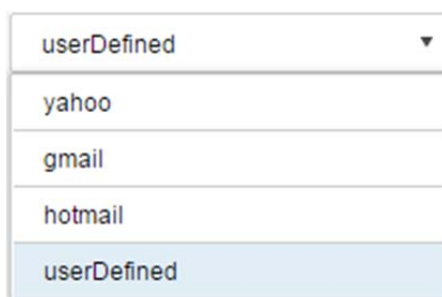 userDefined
yahoo
gmail
hotmail
userDefined